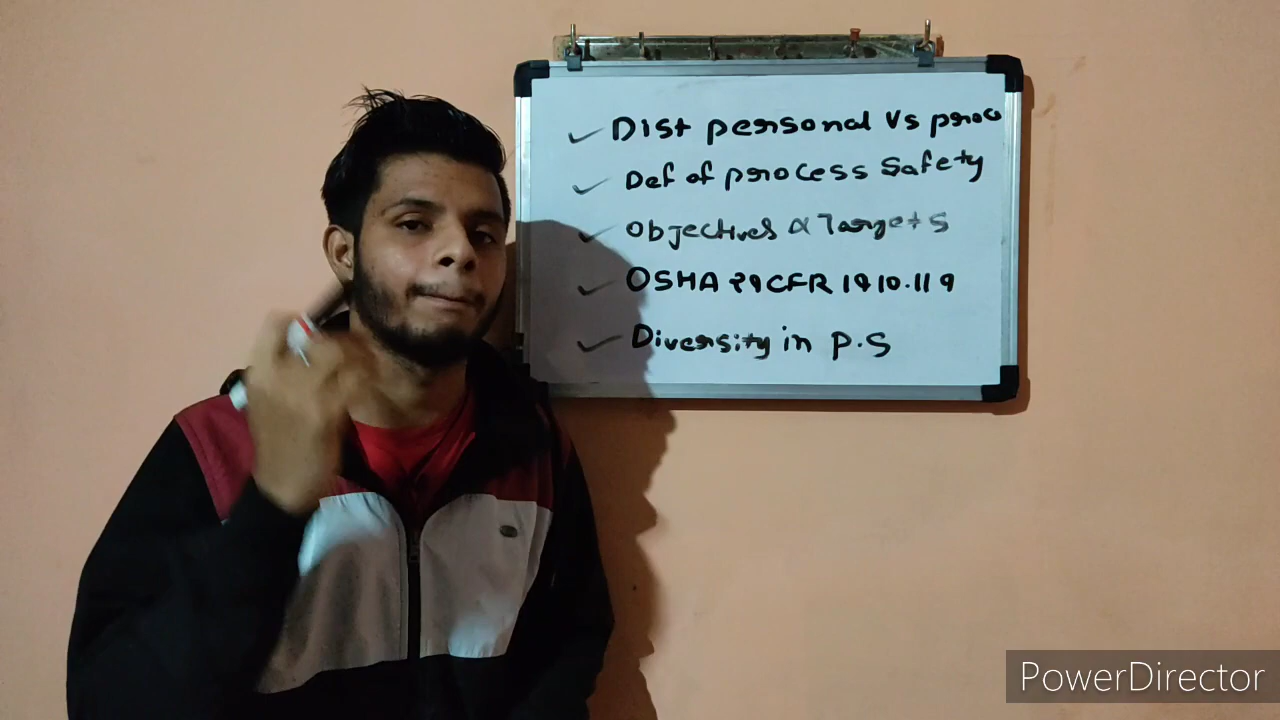 Dist personal Vs proc
Def of process Safety
Objectives & Targets
OSHA 29CFR 1910.119
Diversity in P.S
PowerDirector